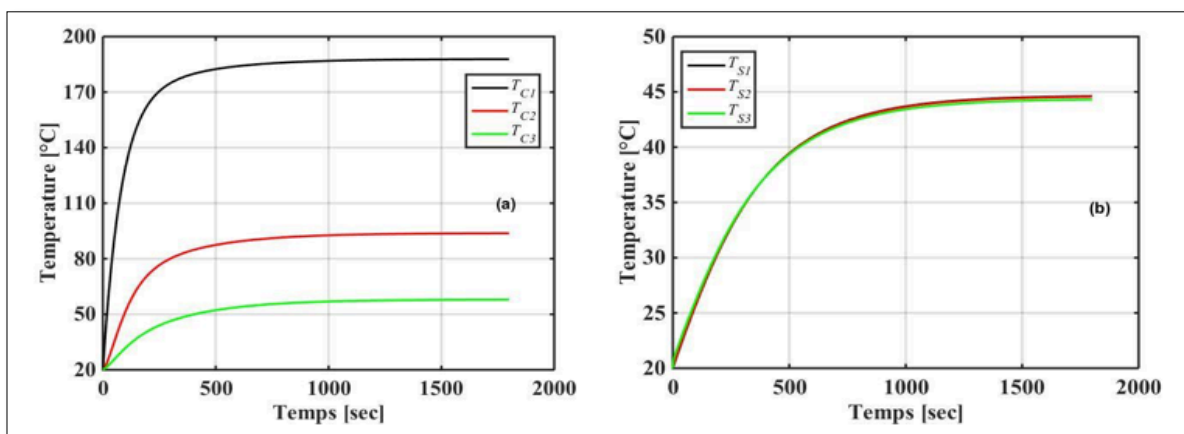 200
170
140
110
80
50
20
Temperature [°C]
T_C1
T_C2
T_C3
(a)
0
500
1000
1500
2000
Temps [sec]
50
45
40
35
30
25
20
Temperature [°C]
T_S1
T_S2
T_S3
(b)
0
500
1000
1500
2000
Temps [sec]